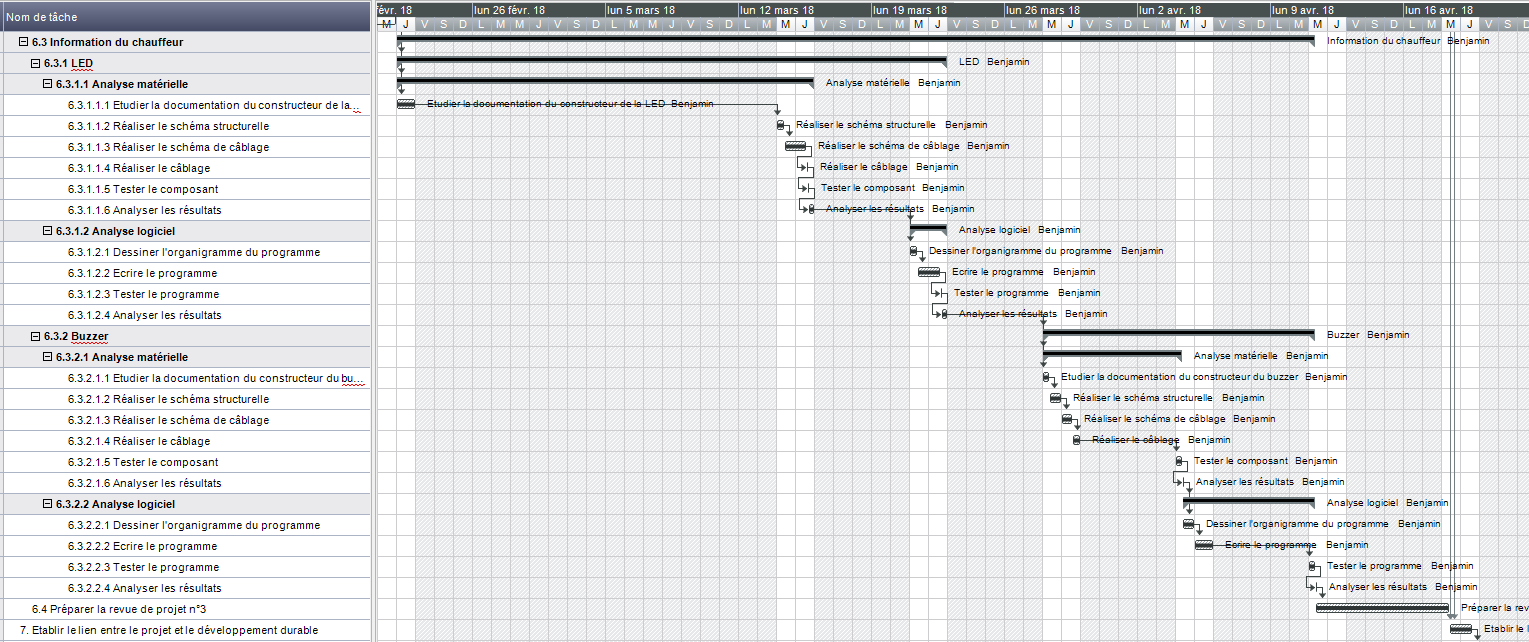 Nom de tâche
févr. 18 lun 26 févr. 18 lun 5 mars 18 lun 12 mars 18 lun 19 mars 18 lun 26 mars 18 lun 2 avr. 18 lun 9 avr. 18 lun 16 avr. 18
M J V S D L M M J V S D L M M J V S D L M M J V S D L M M J V S D L M M J V S D L M M J V S D L M M J V S D L M M J V S D
6.3 Information du chauffeur Information du chauffeur Benjamin
6.3.1 LED LED Benjamin
6.3.1.1 Analyse matérielle Analyse matérielle Benjamin
6.3.1.1.1 Etudier la documentation du constructeur de la... Etudier la documentation du constructeur de la LED Benjamin
6.3.1.1.2 Réaliser le schéma structurelle Réaliser le schéma structurelle Benjamin
6.3.1.1.3 Réaliser le schéma de câblage Réaliser le schéma de câblage Benjamin
6.3.1.1.4 Réaliser le câblage Réaliser le câblage Benjamin
6.3.1.1.5 Tester le composant Tester le composant Benjamin
6.3.1.1.6 Analyser les résultats Analyser les résultats Benjamin
6.3.1.2 Analyse logiciel Analyse logiciel Benjamin
6.3.1.2.1 Dessiner l'organigramme du programme Dessiner l'organigramme du programme Benjamin
6.3.1.2.2 Ecrire le programme Ecrire le programme Benjamin
6.3.1.2.3 Tester le programme Tester le programme Benjamin
6.3.1.2.4 Analyser les résultats Analyser les résultats Benjamin
6.3.2 Buzzer Buzzer Benjamin
6.3.2.1 Analyse matérielle Analyse matérielle Benjamin
6.3.2.1.1 Etudier la documentation du constructeur du bu... Etudier la documentation du constructeur du buzzer Benjamin
6.3.2.1.2 Réaliser le schéma structurelle Réaliser le schéma structurelle Benjamin
6.3.2.1.3 Réaliser le schéma de câblage Réaliser le schéma de câblage Benjamin
6.3.2.1.4 Réaliser le câblage Réaliser le câblage Benjamin
6.3.2.1.5 Tester le composant Tester le composant Benjamin
6.3.2.1.6 Analyser les résultats Analyser les résultats Benjamin
6.3.2.2 Analyse logiciel Analyse logiciel Benjamin
6.3.2.2.1 Dessiner l'organigramme du programme Dessiner l'organigramme du programme Benjamin
6.3.2.2.2 Ecrire le programme Ecrire le programme Benjamin
6.3.2.2.3 Tester le programme Tester le programme Benjamin
6.3.2.2.4 Analyser les résultats Analyser les résultats Benjamin
6.4 Préparer la revue de projet n°3 Préparer la rev
7. Etablir le lien entre le projet et le développement durable Etablir le l